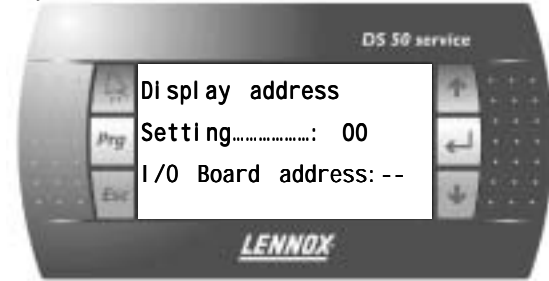 DS 50 service
Display address
Prg
Setting……………: 00
I/O Board address:--
Esc
LENNOX